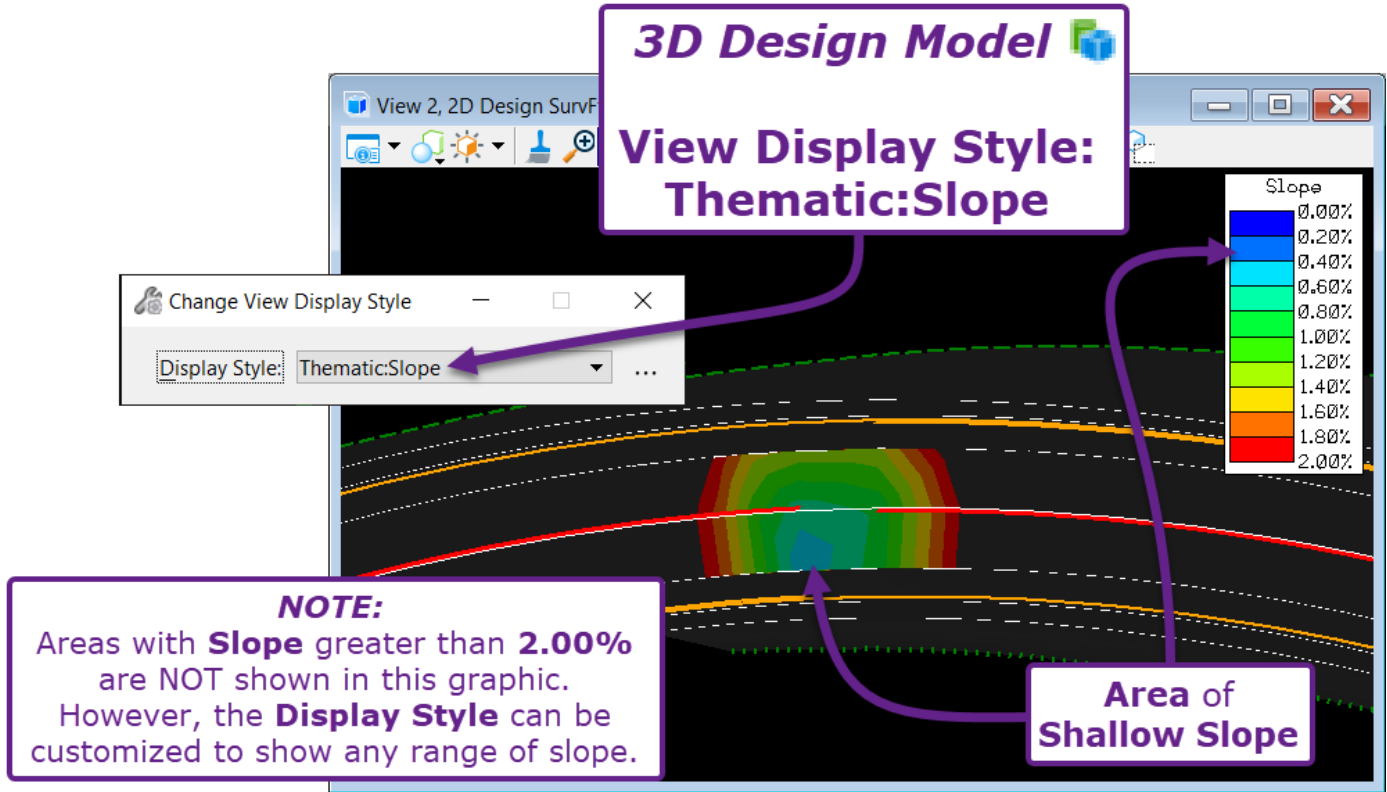 3D Design Model
View Display Style:
Thematic:Slope
View 2, 2D Design SurvF
Slope
0.00%
0.20%
0.40%
0.60%
0.80%
1.00%
1.20%
1.40%
1.60%
1.80%
2.00%
Change View Display Style
Display Style: Thematic:Slope ...
NOTE:
Areas with Slope greater than 2.00%
are NOT shown in this graphic.
However, the Display Style can be
customized to show any range of slope.
Area of
Shallow Slope